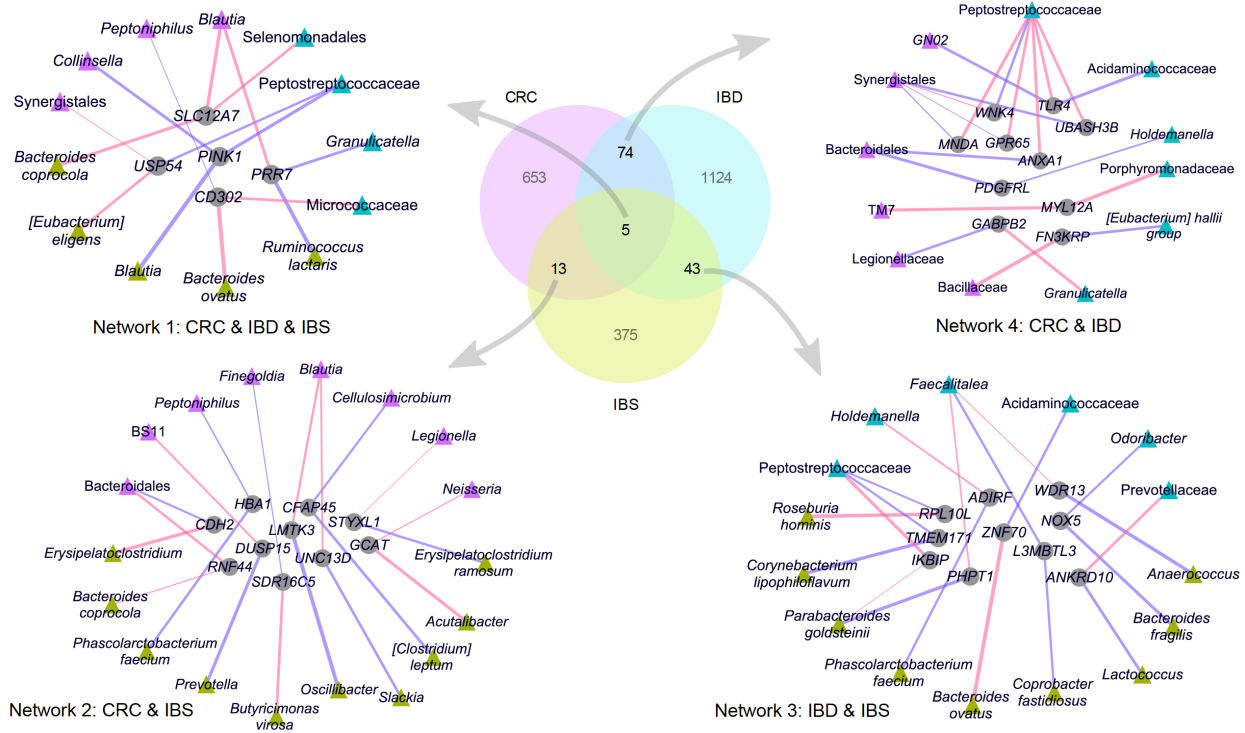 Peptoniphilus
Blautia
Selenomonadales
Collinsella
Peptostreptococcaceae
Synergistales
SLC12A7
Granulicatella
Bacteroides
coprocola
USP54
PINK1
PRR7
CD302
Micrococcaceae
[Eubacterium]
eligens
Blautia
Bacteroides
ovatus
Ruminococcus
lactaris
Network 1: CRC & IBD & IBS
CRC
IBD
74
653
1124
5
13
43
375
IBS
Peptostreptococcaceae
GN02
Acidaminococcaceae
Synergistales
TLR4
WNK4
UBASH3B
Holdemanella
MNDA
GPR65
Bacteroidales
ANXA1
Porphyromonadaceae
PDGFRL
TM7
MYL12A
GABPB2
FN3KRP
[Eubacterium] hallii
group
Legionellaceae
Bacillaceae
Granulicatella
Network 4: CRC & IBD
Finegoldia
Blautia
Peptoniphilus
Cellulosimicrobium
BS11
Legionella
Bacteroidales
Neisseria
HBA1
CFAP45
CDH2
LMTK3
STYXL1
GCAT
Erysipelatoclostridium
DUSP15
UNC13D
Erysipelatoclostridium
ramosum
RNF44
SDR16C5
Bacteroides
coprocola
Acutalibacter
Phascolarctobacterium
faecium
[Clostridium]
leptum
Prevotella
Oscillibacter
Slackia
Butyricimonas
virosa
Network 2: CRC & IBS
Faecalitalea
Holdemanella
Acidaminococcaceae
Odoribacter
Peptostreptococcaceae
Prevotellaceae
ADIRF
WDR13
Roseburia
hominis
RPL10L
NOX5
TMEM171
ZNF70
L3MBTL3
IKBIP
PHPT1
ANKRD10
Corynebacterium
lipophiloflavum
Anaerococcus
Parabacteroides
goldsteinii
Bacteroides
fragilis
Phascolarctobacterium
faecium
Bacteroides
ovatus
Coprobacter
fastidiosus
Lactococcus
Network 3: IBD & IBS